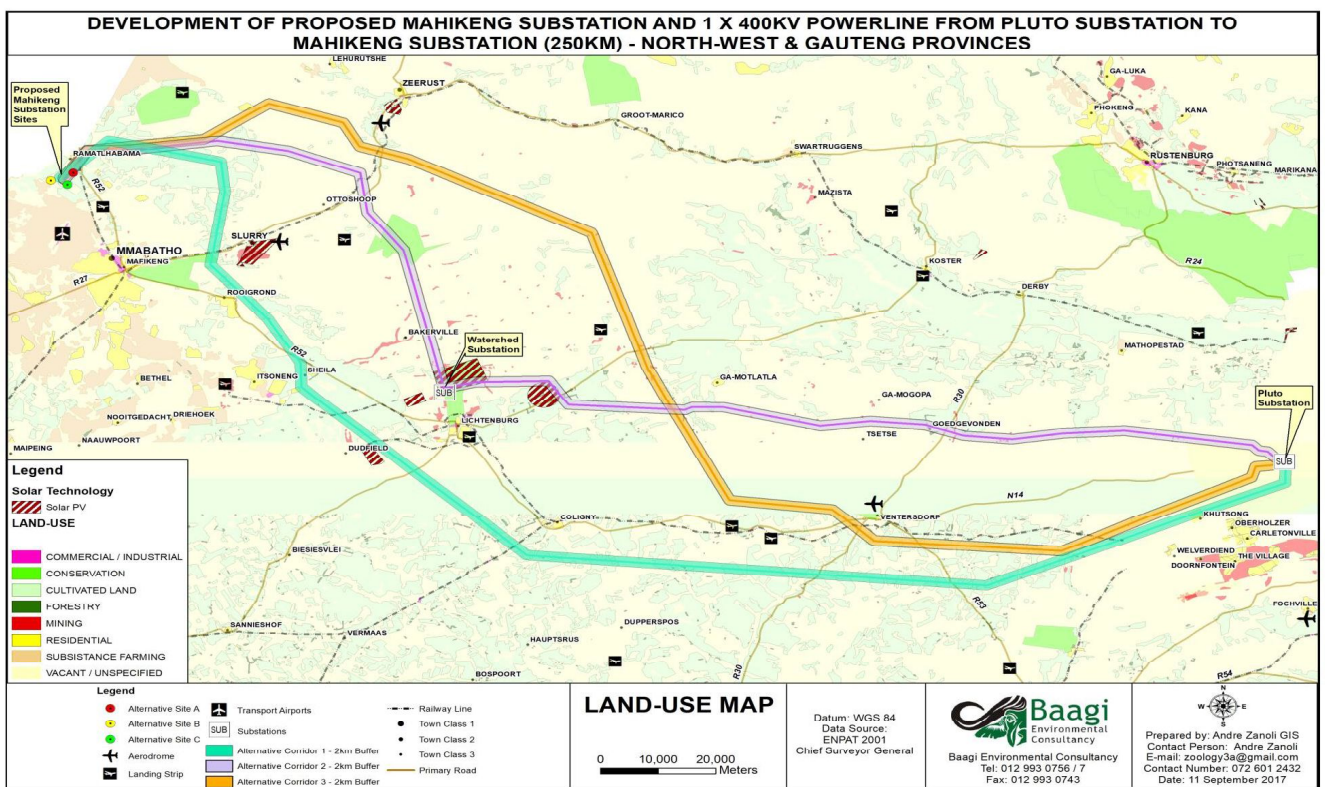 DEVELOPMENT OF PROPOSED MAHIKENG SUBSTATION AND 1 X 400KV POWERLINE FROM PLUTO SUBSTATION TO
MAHIKENG SUBSTATION (250KM) - NORTH-WEST & GAUTENG PROVINCES
LEHURUTSHE
ZEERUST
GA-LUKA
PHOKENG
KANA
Proposed
Mahikeng
Substation
Sites
GROOT-MARICO
SWARTRUGGENS
RUSTENBURG
PHOTSANENG
MARIKANA
RAMATLHABAMA
R52
MAZISTA
OTTOSHOOP
SLURRY
MMABATHO
MAFIKENG
R27
ROOIGROND
KOSTER
R24
DERBY
BAKERVILLE
Watershed
Substation
R52
SHEILA
MATHOPESTAD
BETHEL
ITSONENG
SUB
GA-MOTLATLA
GA-MOGOPA
R30
Pluto
Substation
NOOITGEDACHT
DRIEHOEK
LICHTENBURG
GOEDGEVONDEN
TSETSE
NAAUWPOORT
MAIPEING
DUDFIELD
SUB
N14
COLIGNY
VENTERSDORP
KHUTSONG
OBERHOLZER
CARLETONVILLE
WELVERDIEND
THE VILLAGE
DOORNFONTEIN
BIESIESVLEI
R53
FOCHVILLE
SANNIESHOF
VERMAAS
DUPPERSPOS
HAUPTSRUS
BOSPOORT
R30
R54
Legend
Solar Technology
Solar PV
LAND-USE
COMMERCIAL / INDUSTRIAL
CONSERVATION
CULTIVATED LAND
FORESTRY
MINING
RESIDENTIAL
SUBSISTANCE FARMING
VACANT / UNSPECIFIED
Legend
Alternative Site A
Alternative Site B
Alternative Site C
Aerodrome
Landing Strip
Transport Airports
SUB Substations
Alternative Corridor 1 - 2km Buffer
Alternative Corridor 2 - 2km Buffer
Alternative Corridor 3 - 2km Buffer
Railway Line
Town Class 1
Town Class 2
Town Class 3
Primary Road
LAND-USE MAP
0 10,000 20,000
Meters
Datum: WGS 84
Data Source:
ENPAT 2001
Chief Surveyor General
Baagi
Environmental
Consultancy
Baagi Environmental Consultancy
Tel: 012 993 0756 / 7
Fax: 012 993 0743
N
W E
S
Prepared by: Andre Zanoli GIS
Contact Person: Andre Zanoli
E-mail: zoology3a@gmail.com
Contact Number: 072 601 2432
Date: 11 September 2017